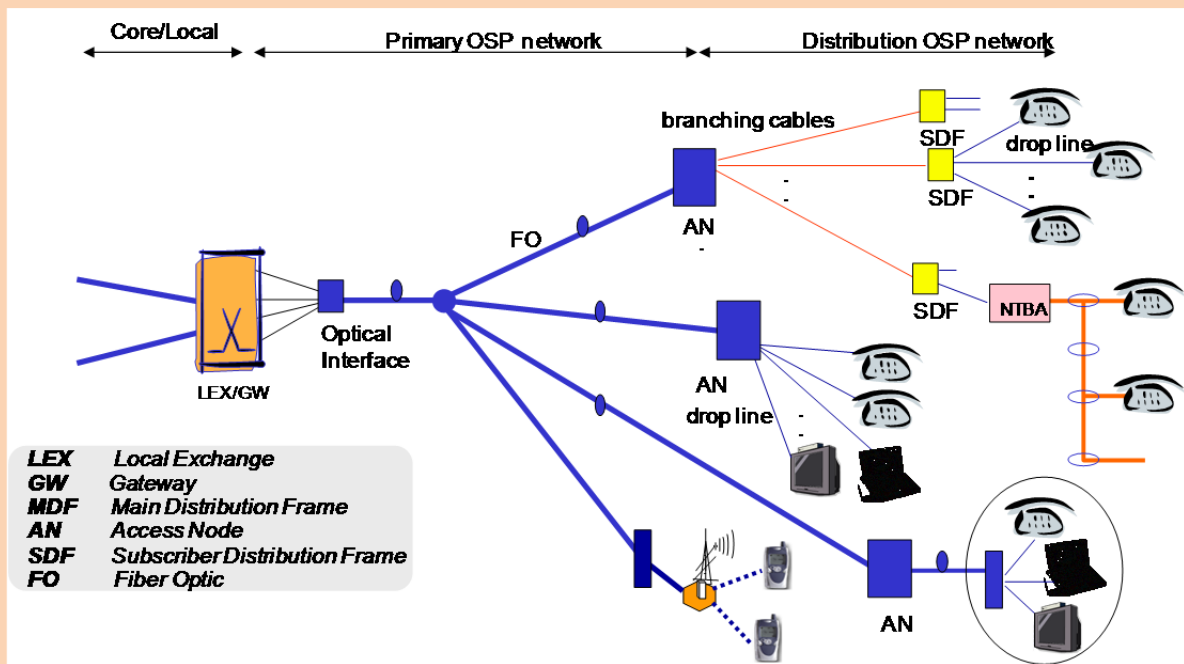 Core/Local
Primary OSP network
Distribution OSP network
branching cables
SDF
drop line
SDF
AN
FO
SDF
NTBA
Optical
Interface
LEX/GW
AN
drop line
LEX Local Exchange
GW Gateway
MDF Main Distribution Frame
AN Access Node
SDF Subscriber Distribution Frame
FO Fiber Optic
AN